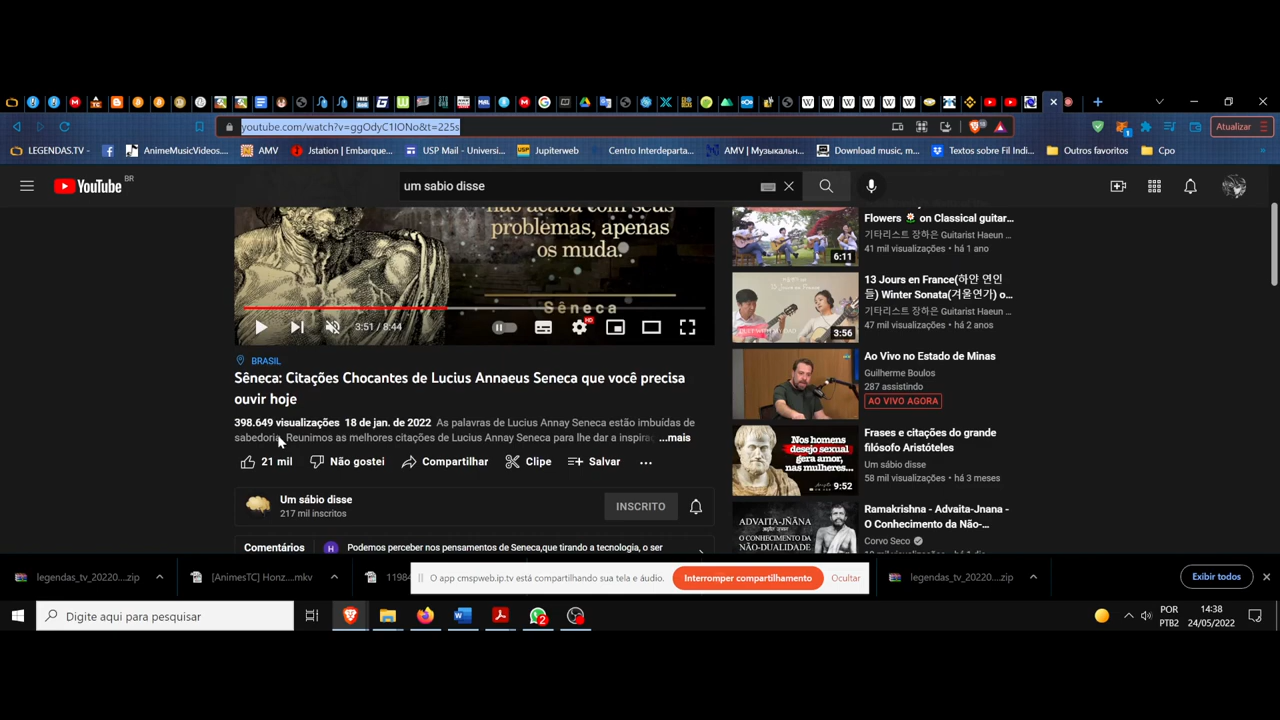 youtube.com/watch?v=ggOdyC1IONo&t=225s
Atualizar
LEGENDAS.TV -
AnimeMusicVideos...
AMV
Jstation | Embarque...
USP Mail - Universi...
Jupiterweb
Centro Interdeparta...
AMV | Музыкальн...
Download music, m...
Textos sobre Fil Indi...
Outros favoritos
Cpo
YouTube BR
um sabio disse
não acaba com seus
problemas, apenas
os muda.
Sêneca
3:51 / 8:44
HD
BRASIL
Sêneca: Citações Chocantes de Lucius Annaeus Seneca que você precisa
ouvir hoje
398.649 visualizações 18 de jan. de 2022 As palavras de Lucius Annay Seneca estão imbuídas de
sabedoria. Reunimos as melhores citações de Lucius Annay Seneca para lhe dar a inspiraç ...mais
21 mil
Não gostei
Compartilhar
Clipe
Salvar
Um sábio disse
217 mil inscritos
INSCRITO
Comentários
H
Podemos perceber nos pensamentos de Seneca,que tirando a tecnologia, o ser
6:11
Flowers 🌷 on Classical guitar...
기타리스트 장하은 Guitarist Haeun ...
41 mil visualizações • há 1 ano
3:56
13 Jours en France(하얀 연인
들) Winter Sonata(겨울연가) o...
기타리스트 장하은 Guitarist Haeun ...
47 mil visualizações • há 2 anos
Ao Vivo no Estado de Minas
Guilherme Boulos
287 assistindo
AO VIVO AGORA
Nos homens
desejo sexual
gera amor,
nas mulheres...
9:52
Frases e citações do grande
filósofo Aristóteles
Um sábio disse
58 mil visualizações • há 3 meses
ADVAITA-JÑĀNA
O CONHECIMENTO
DA NÃO-DUALIDADE
Ramakrishna - Advaita-Jnana -
O Conhecimento da Não-...
Corvo Seco
legendas_tv_20220....zip
[AnimesTC] Honz....mkv
11984
O app cmspweb.ip.tv está compartilhando sua tela e áudio.
Interromper compartilhamento
Ocultar
legendas_tv_20220....zip
Exibir todos
Digite aqui para pesquisar
2
POR
PTB2
14:38
24/05/2022